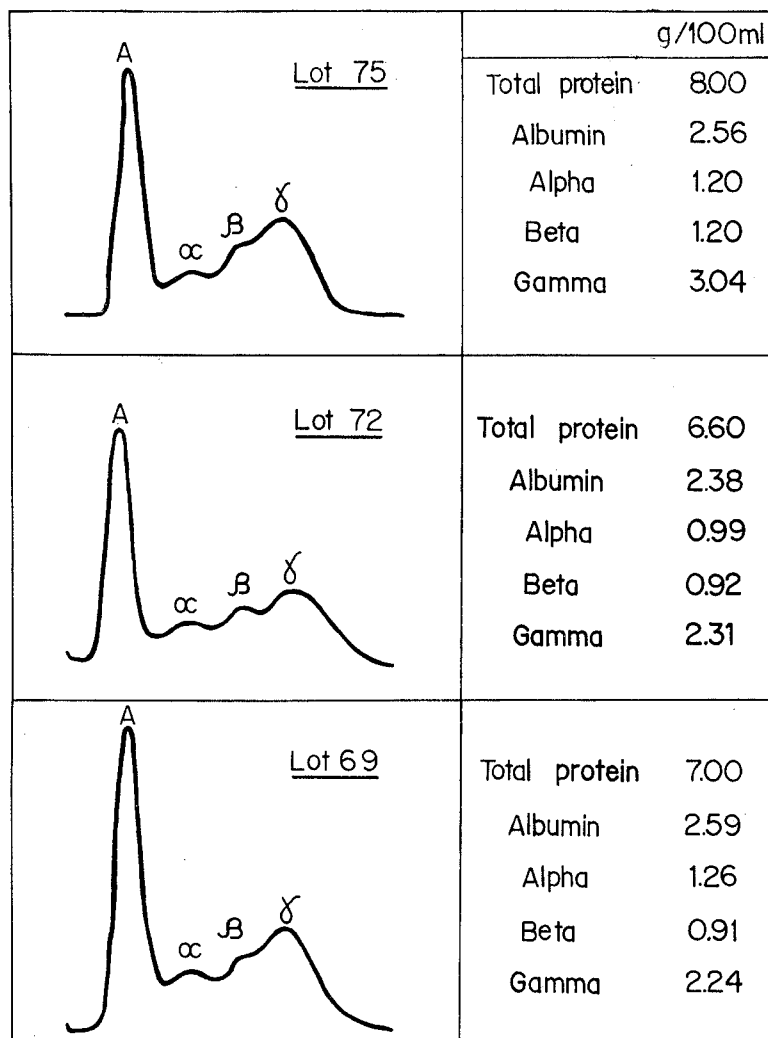 g/100ml
A
Lot 75
Total protein 8.00
Albumin 2.56
Alpha 1.20
Beta 1.20
Gamma 3.04
∝
β
γ
A
Lot 72
Total protein 6.60
Albumin 2.38
Alpha 0.99
Beta 0.92
Gamma 2.31
∝
β
γ
A
Lot 69
Total protein 7.00
Albumin 2.59
Alpha 1.26
Beta 0.91
Gamma 2.24
∝
β
γ